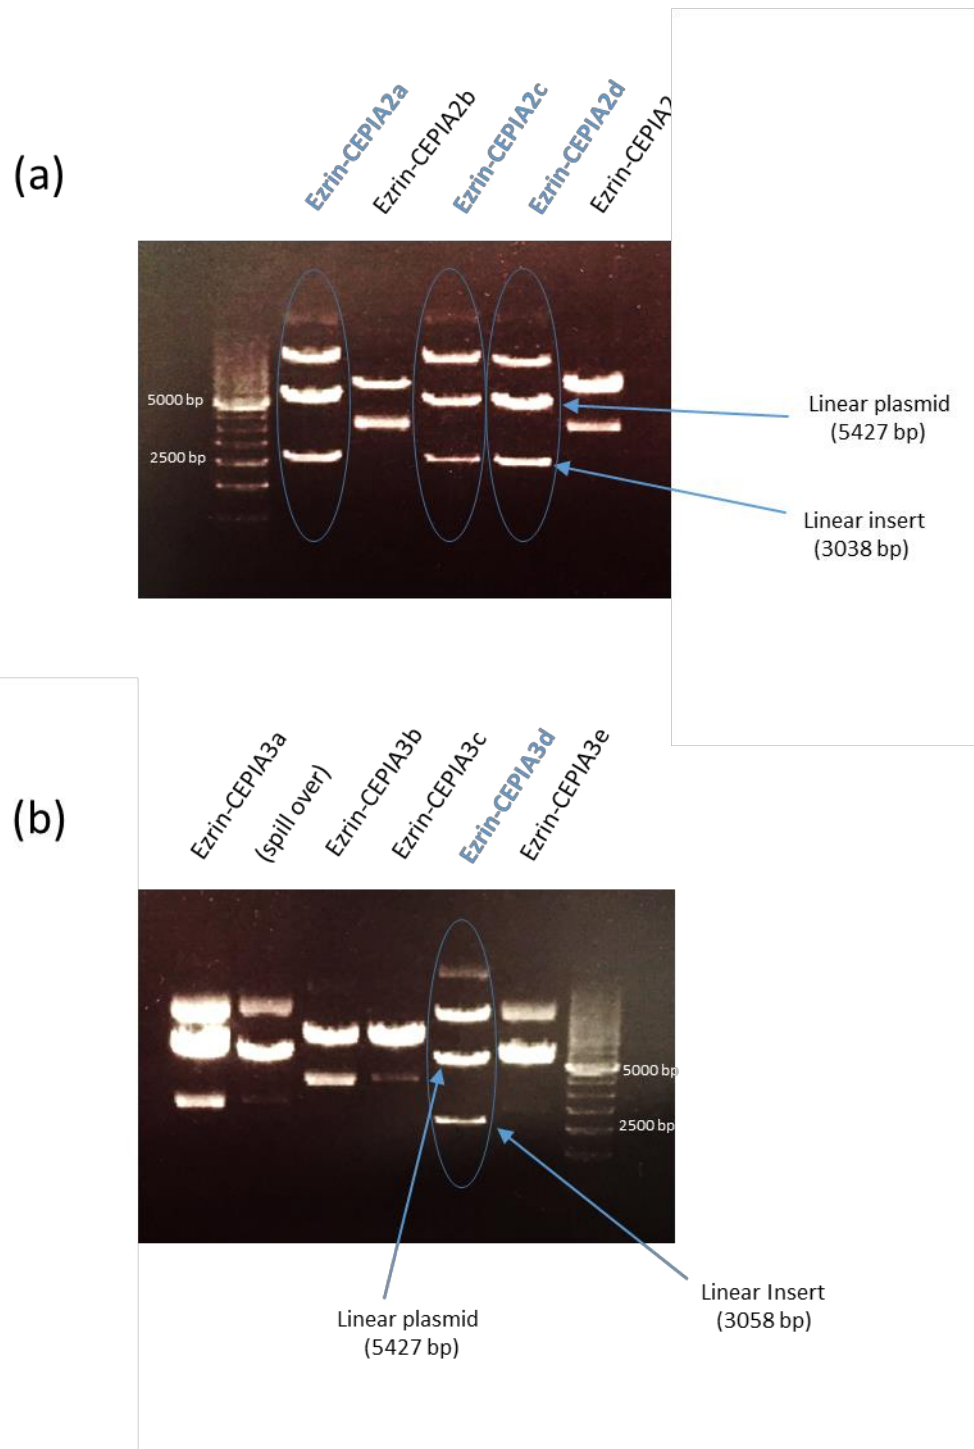 (a)
Ezrin-CEPIA2a
Ezrin-CEPIA2b
Ezrin-CEPIA2c
Ezrin-CEPIA2d
Ezrin-CEPIA2
5000 bp
2500 bp
Linear plasmid
(5427 bp)
Linear insert
(3038 bp)
(b)
Ezrin-CEPIA3a
(spill over)
Ezrin-CEPIA3b
Ezrin-CEPIA3c
Ezrin-CEPIA3d
Ezrin-CEPIA3e
5000 bp
2500 bp
Linear plasmid
(5427 bp)
Linear Insert
(3058 bp)